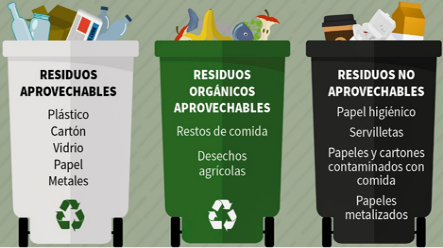 RESIDUOS
APROVECHABLES
Plástico
Cartón
Vidrio
Papel
Metales
RESIDUOS
ORGÁNICOS
APROVECHABLES
Restos de comida
Desechos
agrícolas
RESIDUOS NO
APROVECHABLES
Papel higiénico
Servilletas
Papeles y cartones
contaminados con
comida
Papeles
metalizados